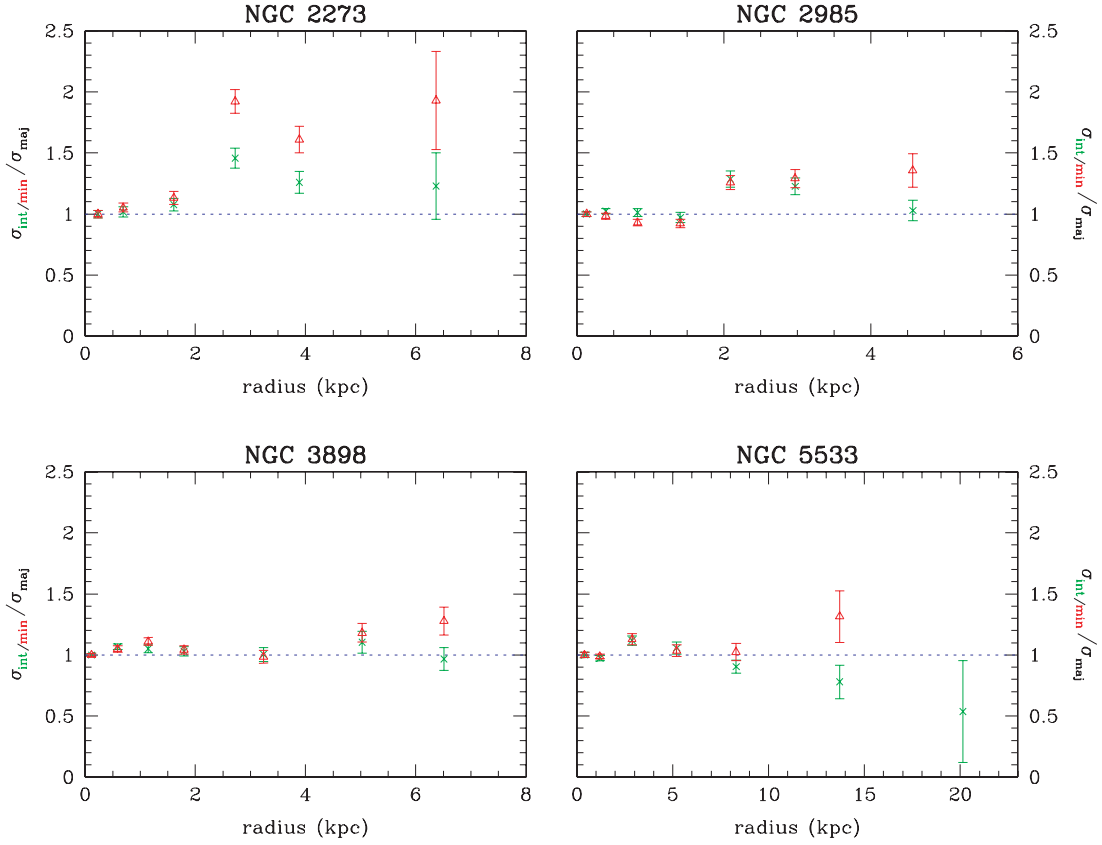 NGC 2273
NGC 2985
2.5
2
1.5
1
0.5
0
σint/min/σmaj
0 2 4 6 8
radius (kpc)
2.5
2
1.5
1
0.5
0
σint/min/σmaj
0 2 4 6
radius (kpc)
NGC 3898
NGC 5533
2.5
2
1.5
1
0.5
0
σint/min/σmaj
0 2 4 6 8
radius (kpc)
2.5
2
1.5
1
0.5
0
σint/min/σmaj
0 5 10 15 20
radius (kpc)